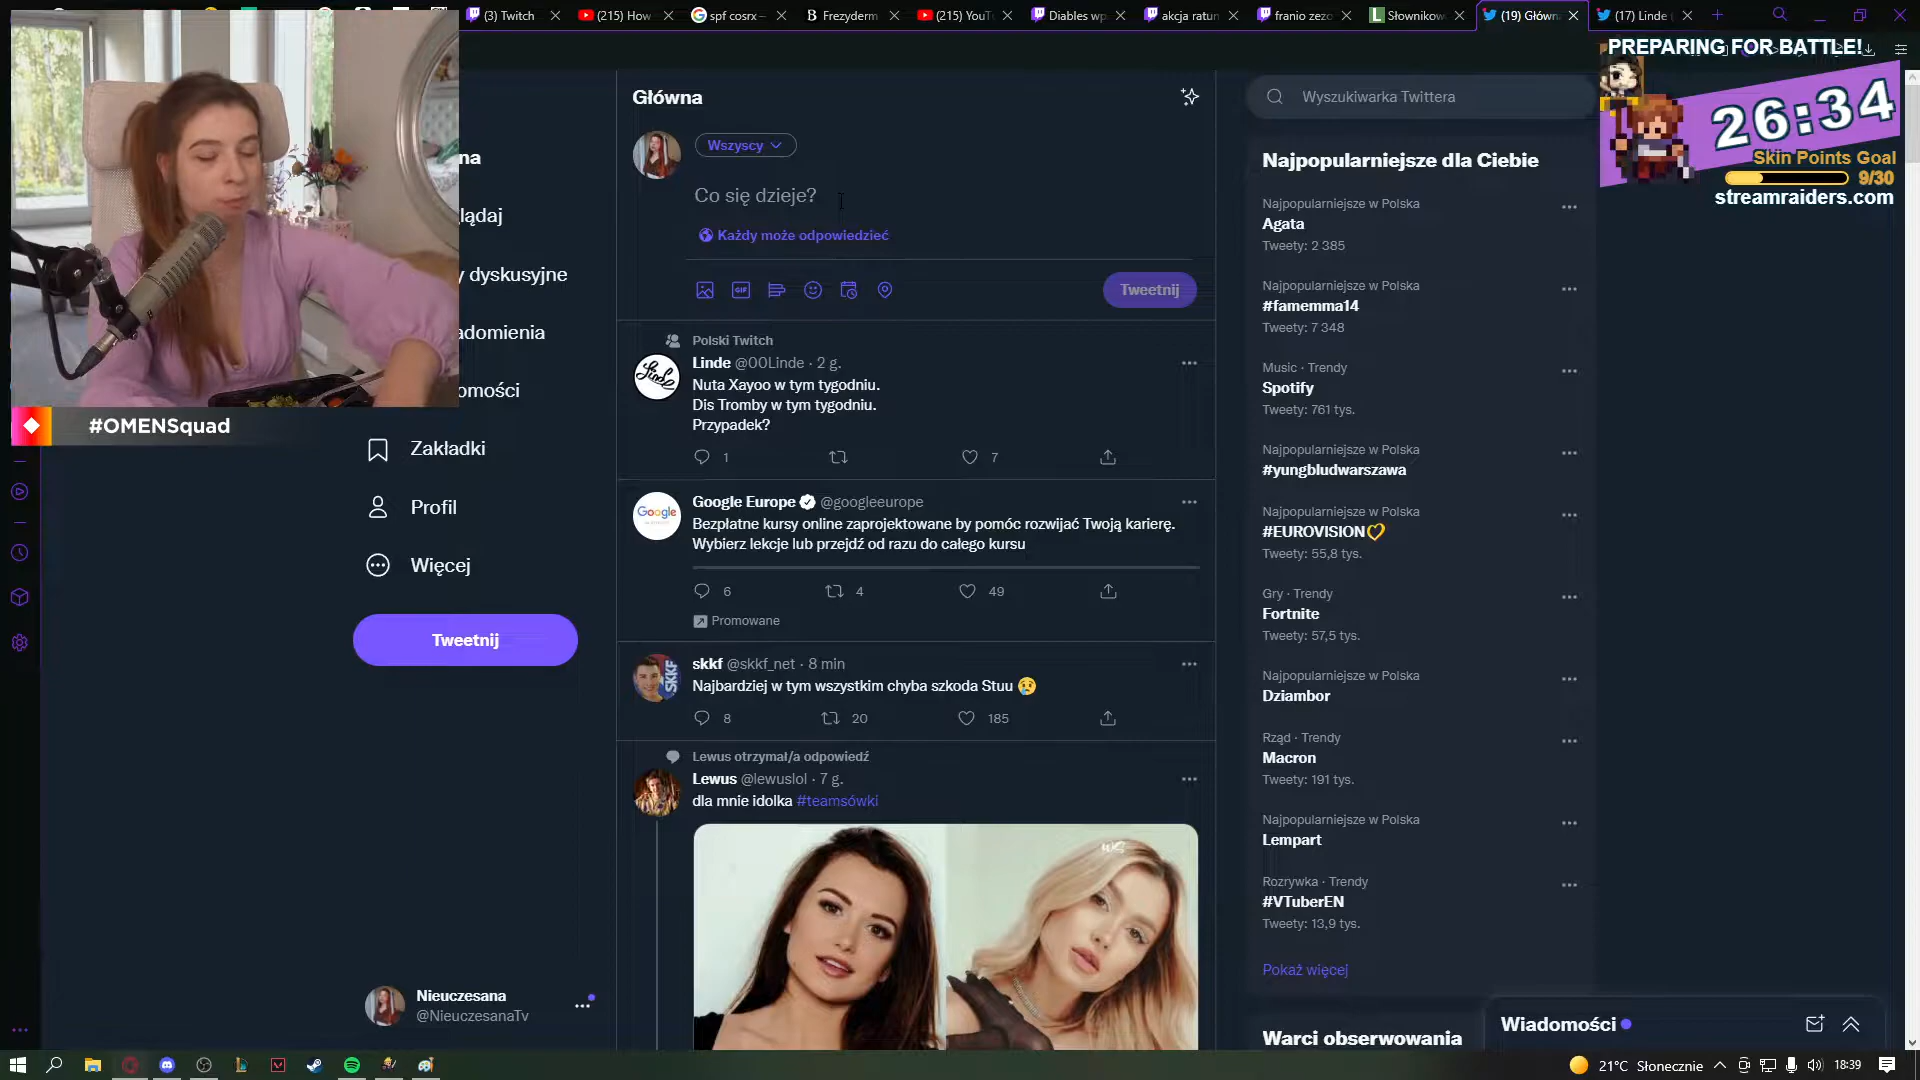 (3) Twitch
(215) How
spf cosrx –
Frezyderm
(215) YouT
Diables wp
akcja ratun
franio zezo
Słownikow
(19) Główn
(17) Linde
PREPARING FOR BATTLE!
26:34
Skin Points Goal
9/30
streamraiders.com
#OMENSquad
na
lądaj
y dyskusyjne
adomienia
omości
Zakładki
Profil
Więcej
Tweetnij
Nieuczesana
@NieuczesanaTv
Główna
Wszyscy
Co się dzieje?
Każdy może odpowiedzieć
GIF
Tweetnij
Polski Twitch
Linde @00Linde · 2 g.
Nuta Xayoo w tym tygodniu.
Dis Tromby w tym tygodniu.
Przypadek?
1 7
Google
Google Europe @googleeurope
Bezpłatne kursy online zaprojektowane by pomóc rozwijać Twoją karierę.
Wybierz lekcje lub przejdź od razu do całego kursu
6 4 49
Promowane
SKKF
skkf @skkf_net · 8 min
Najbardziej w tym wszystkim chyba szkoda Stuu 😢
8 20 185
Lewus otrzymał/a odpowiedź
Lewus @lewuslol · 7 g.
dla mnie idolka #teamsówki
Wyszukiwarka Twittera
Najpopularniejsze dla Ciebie
Najpopularniejsze w Polska
Agata
Tweety: 2 385
Najpopularniejsze w Polska
#famemma14
Tweety: 7 348
Music · Trendy
Spotify
Tweety: 761 tys.
Najpopularniejsze w Polska
#yungbludwarszawa
Najpopularniejsze w Polska
#EUROVISION💛
Tweety: 55,8 tys.
Gry · Trendy
Fortnite
Tweety: 57,5 tys.
Najpopularniejsze w Polska
Dziambor
Rząd · Trendy
Macron
Tweety: 191 tys.
Najpopularniejsze w Polska
Lempart
Rozrywka · Trendy
#VTuberEN
Tweety: 13,9 tys.
Pokaż więcej
Warci obserwowania
Wiadomości
21°C Słonecznie
18:39